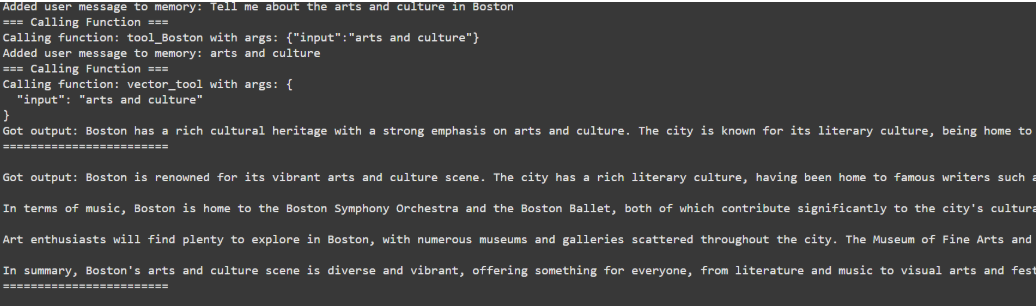 Added user message to memory: Tell me about the arts and culture in Boston
=== Calling Function ===
Calling function: tool_Boston with args: {"input":"arts and culture"}
Added user message to memory: arts and culture
=== Calling Function ===
Calling function: vector_tool with args: {
  "input": "arts and culture"
}
Got output: Boston has a rich cultural heritage with a strong emphasis on arts and culture. The city is known for its literary culture, being home to
========================
Got output: Boston is renowned for its vibrant arts and culture scene. The city has a rich literary culture, having been home to famous writers such
In terms of music, Boston is home to the Boston Symphony Orchestra and the Boston Ballet, both of which contribute significantly to the city's
Art enthusiasts will find plenty to explore in Boston, with numerous museums and galleries scattered throughout the city. The Museum of Fine Arts and
In summary, Boston's arts and culture scene is diverse and vibrant, offering something for everyone, from literature and music to visual arts and
========================